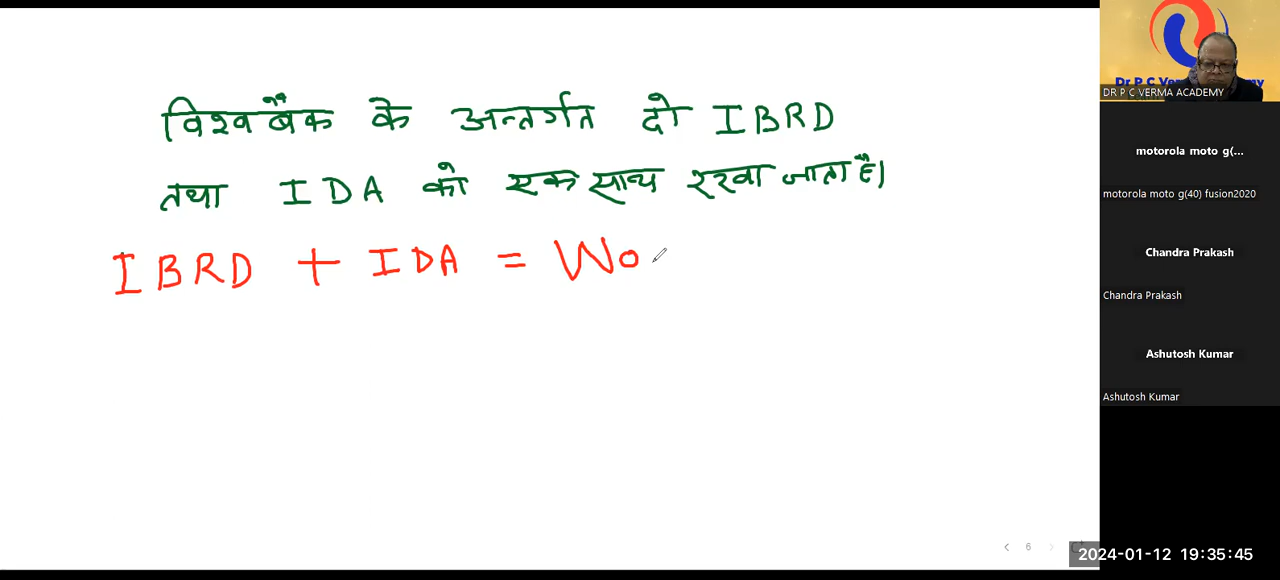 विश्व बैंक के अन्तर्गत दो IBRD
तथा IDA को एक साथ रखा जाता है।
IBRD + IDA = Wo
DR P C VERMA ACADEMY
motorola moto g(...
motorola moto g(40) fusion2020
Chandra Prakash
Chandra Prakash
Ashutosh Kumar
Ashutosh Kumar
6
2024-01-12 19:35:45